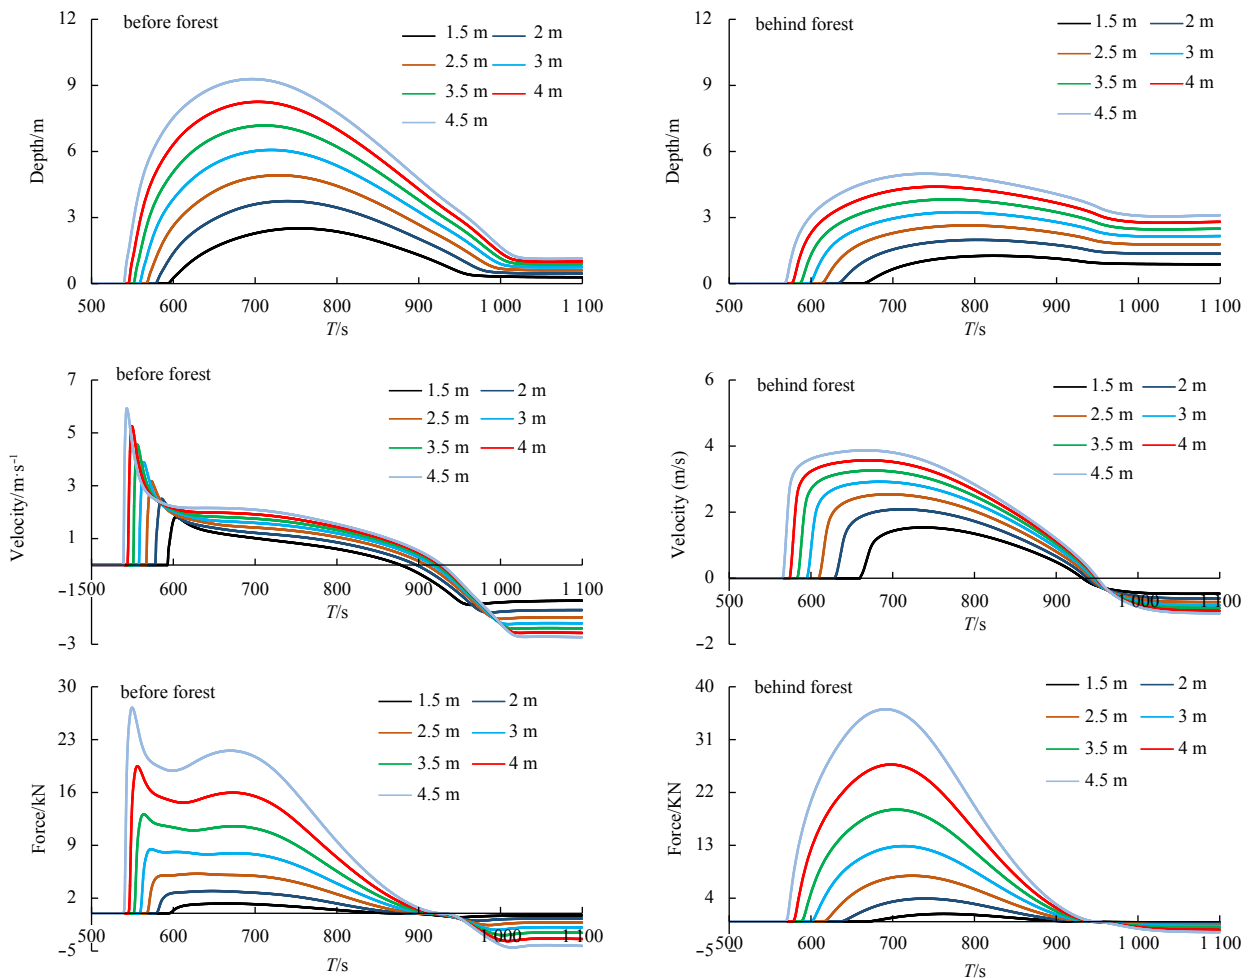 before forest
1.5 m 2 m
2.5 m 3 m
3.5 m 4 m
4.5 m
Depth/m
12
9
6
3
0
500 600 700 800 900 1 000 1 100
T/s
behind forest
1.5 m 2 m
2.5 m 3 m
3.5 m 4 m
4.5 m
Depth/m
12
9
6
3
0
500 600 700 800 900 1 000 1 100
T/s
before forest
1.5 m 2 m
2.5 m 3 m
3.5 m 4 m
4.5 m
Velocity/m·s⁻¹
7
5
3
1
–1
–3
500 600 700 800 900 1 000 1 100
T/s
behind forest
1.5 m 2 m
2.5 m 3 m
3.5 m 4 m
4.5 m
Velocity (m/s)
6
4
2
0
–2
500 600 700 800 900 1 000 1 100
T/s
before forest
1.5 m 2 m
2.5 m 3 m
3.5 m 4 m
4.5 m
Force/kN
30
23
16
9
2
–5
500 600 700 800 900 1 000 1 100
T/s
behind forest
1.5 m 2 m
2.5 m 3 m
3.5 m 4 m
4.5 m
Force/KN
40
31
22
13
4
–5
500 600 700 800 900 1 000 1 100
T/s